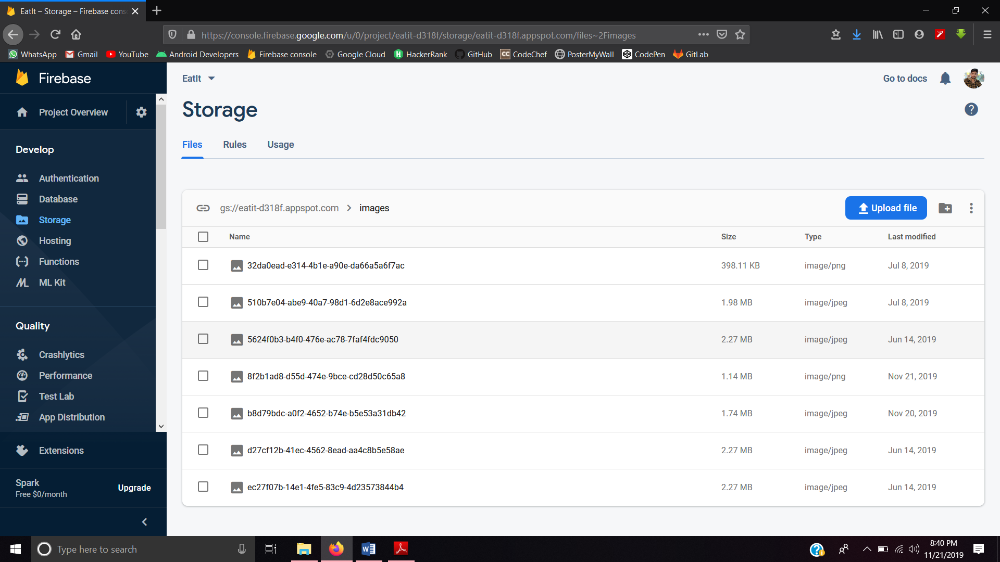 EatIt – Storage – Firebase cons
https://console.firebase.google.com/u/0/project/eatit-d318f/storage/eatit-d318f.appspot.com/files~2Fimages
WhatsApp Gmail YouTube Android Developers Firebase console Google Cloud HackerRank GitHub CodeChef PosterMyWall CodePen GitLab
Firebase
EatIt
Go to docs
Project Overview
Storage
Files Rules Usage
Develop
Authentication
Database
Storage
Hosting
Functions
ML Kit
Quality
Crashlytics
Performance
Test Lab
App Distribution
Extensions
Spark
Free $0/month
Upgrade
gs://eatit-d318f.appspot.com > images
Upload file
Name Size Type Last modified
32da0ead-e314-4b1e-a90e-da66a5a6f7ac 398.11 KB image/png Jul 8, 2019
510b7e04-abe9-40a7-98d1-6d2e8ace992a 1.98 MB image/jpeg Jul 8, 2019
5624f0b3-b4f0-476e-ac78-7faf4fdc9050 2.27 MB image/jpeg Jun 14, 2019
8f2b1ad8-d55d-474e-9bce-cd28d50c65a8 1.14 MB image/png Nov 21, 2019
b8d79bdc-a0f2-4652-b74e-b5e53a31db42 1.74 MB image/jpeg Nov 20, 2019
d27cf12b-41ec-4562-8ead-aa4c8b5e58ae 2.27 MB image/jpeg Jun 14, 2019
ec27f07b-14e1-4fe5-83c9-4d23573844b4 2.27 MB image/jpeg Jun 14, 2019
Type here to search
8:40 PM
11/21/2019